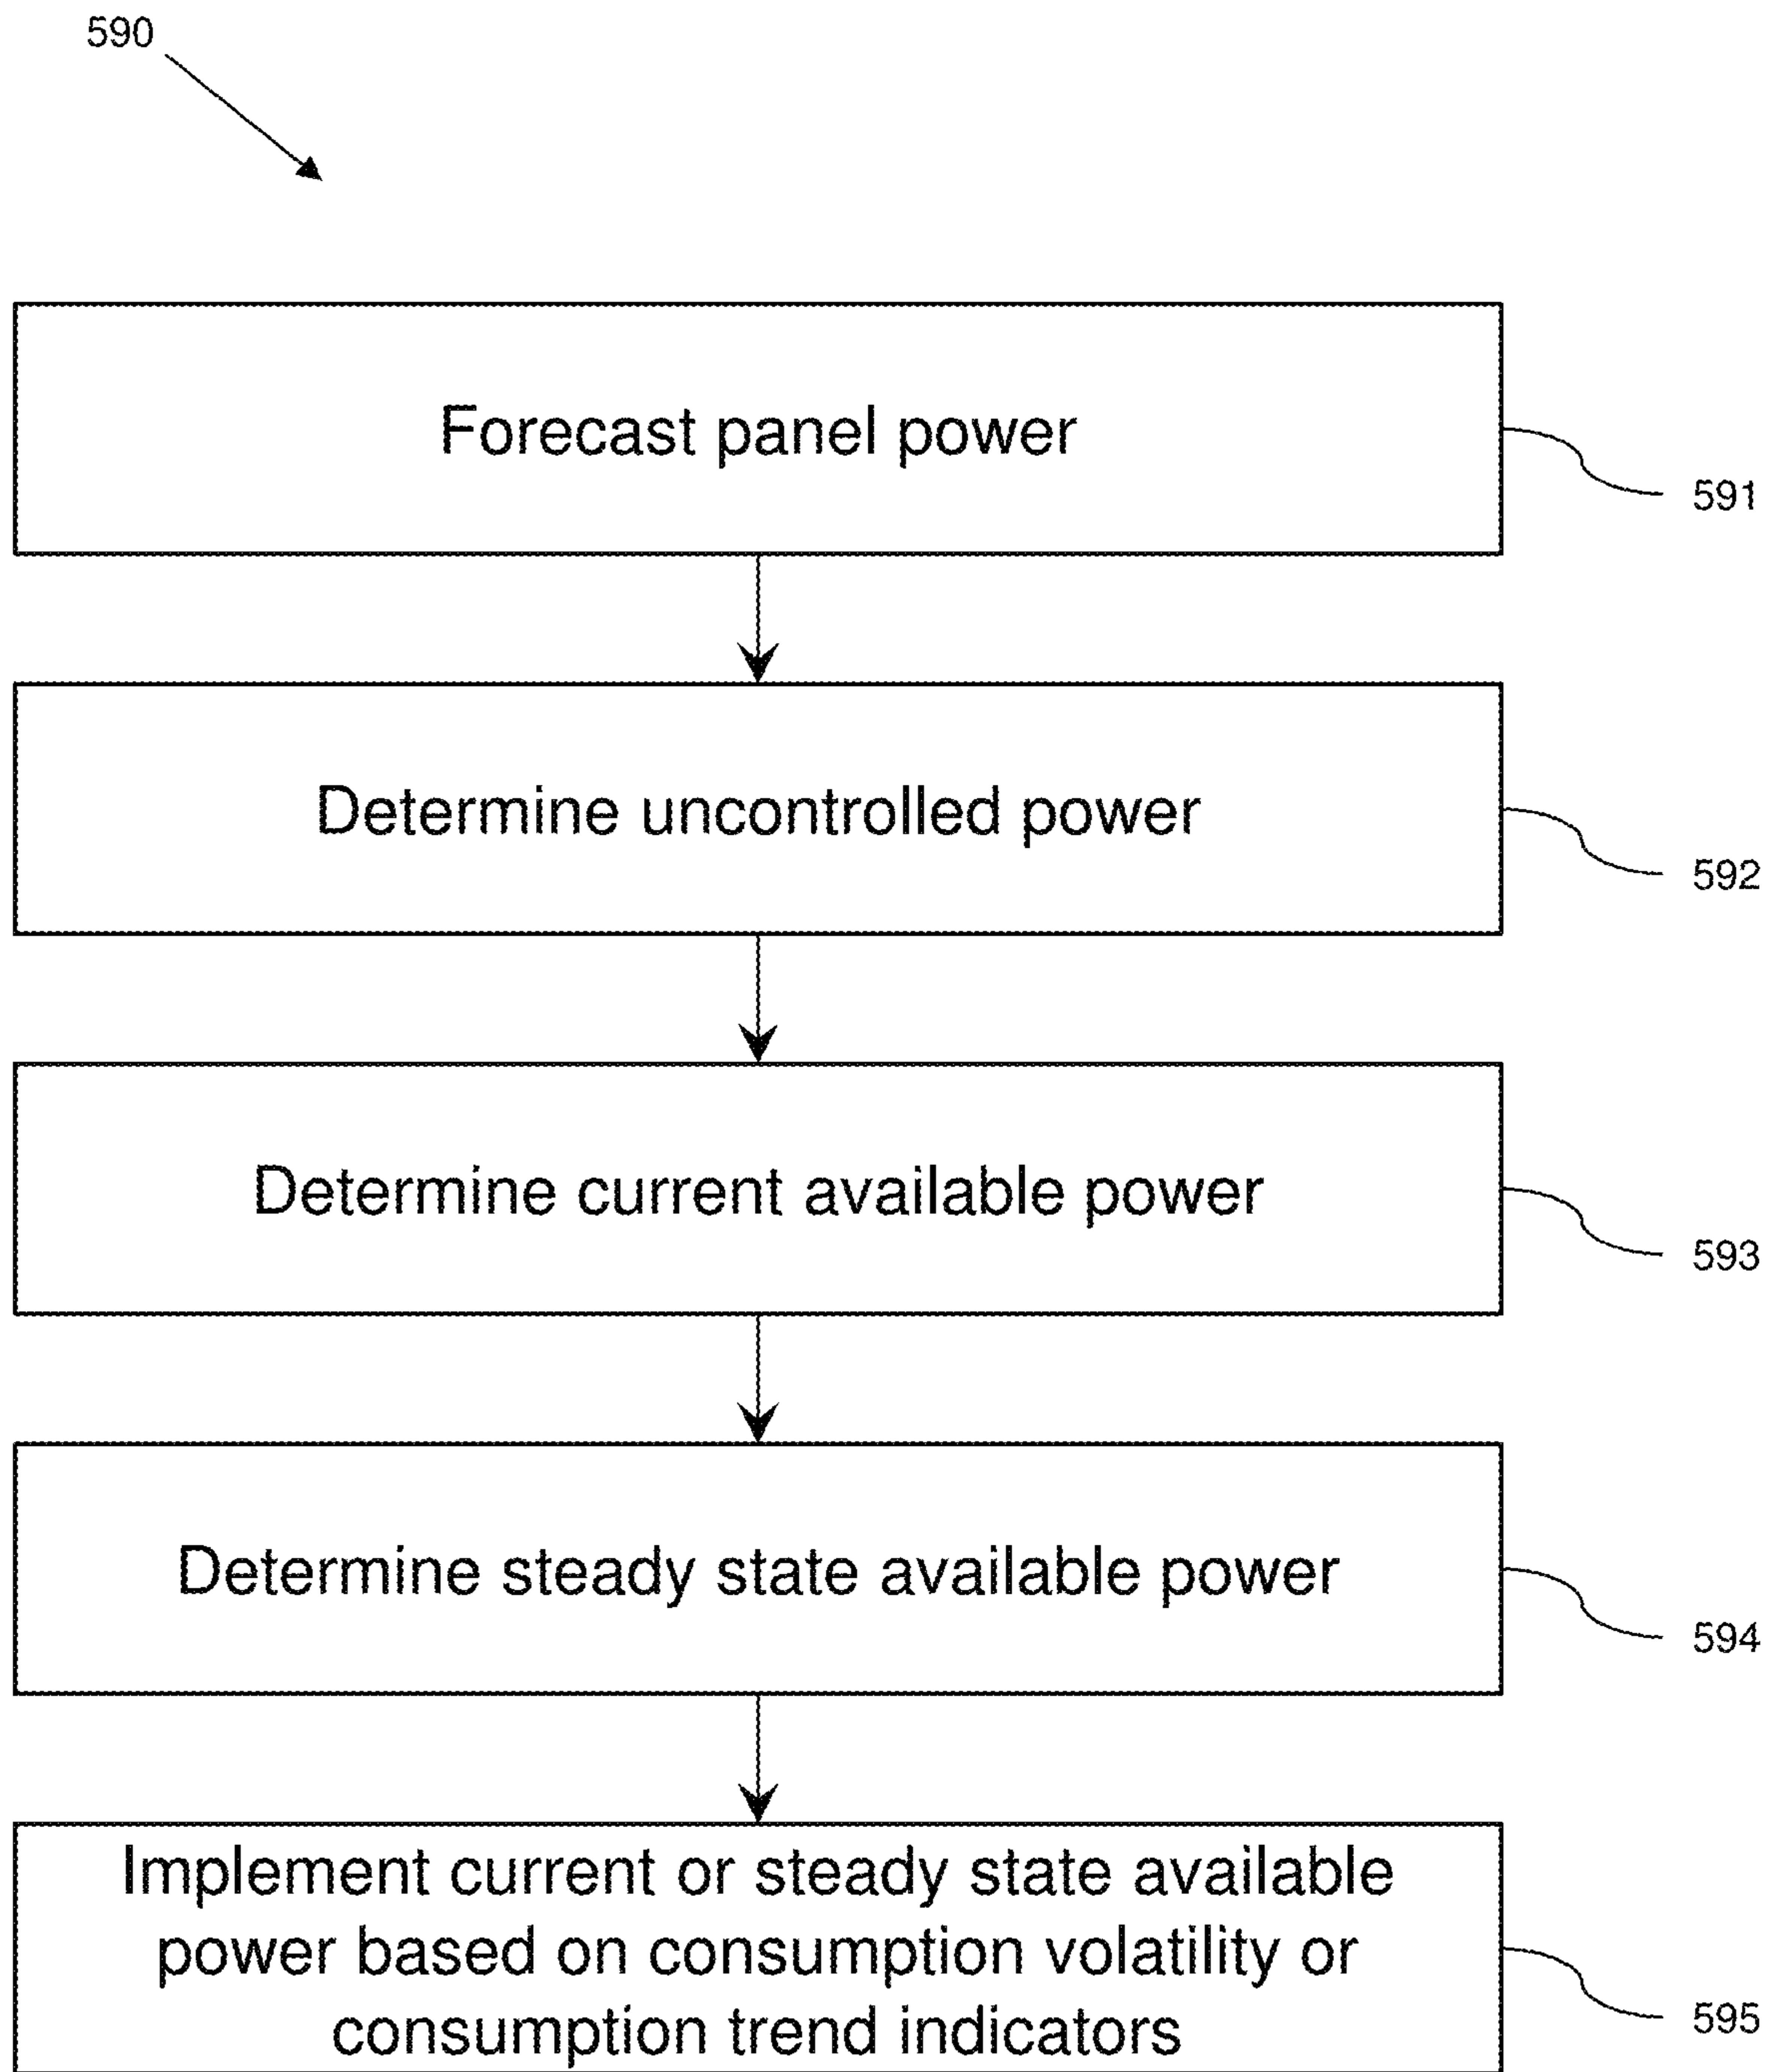 590
Forecast panel power
591
Determine uncontrolled power
592
Determine current available power
593
Determine steady state available power
594
Implement current or steady state available
power based on consumption volatility or
consumption trend indicators
595